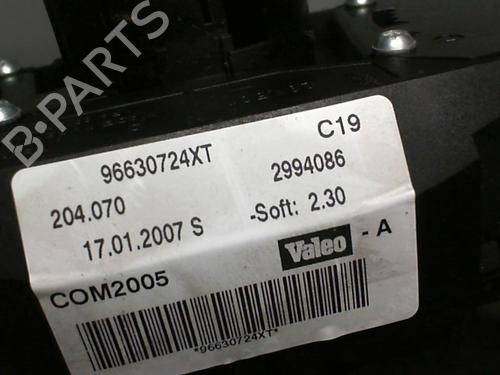 B-PARTS
C19
96630724XT
2994086
204.070
17.01.2007 S
-Soft: 2.30
Valeo - A
COM2005
*96630724XT*